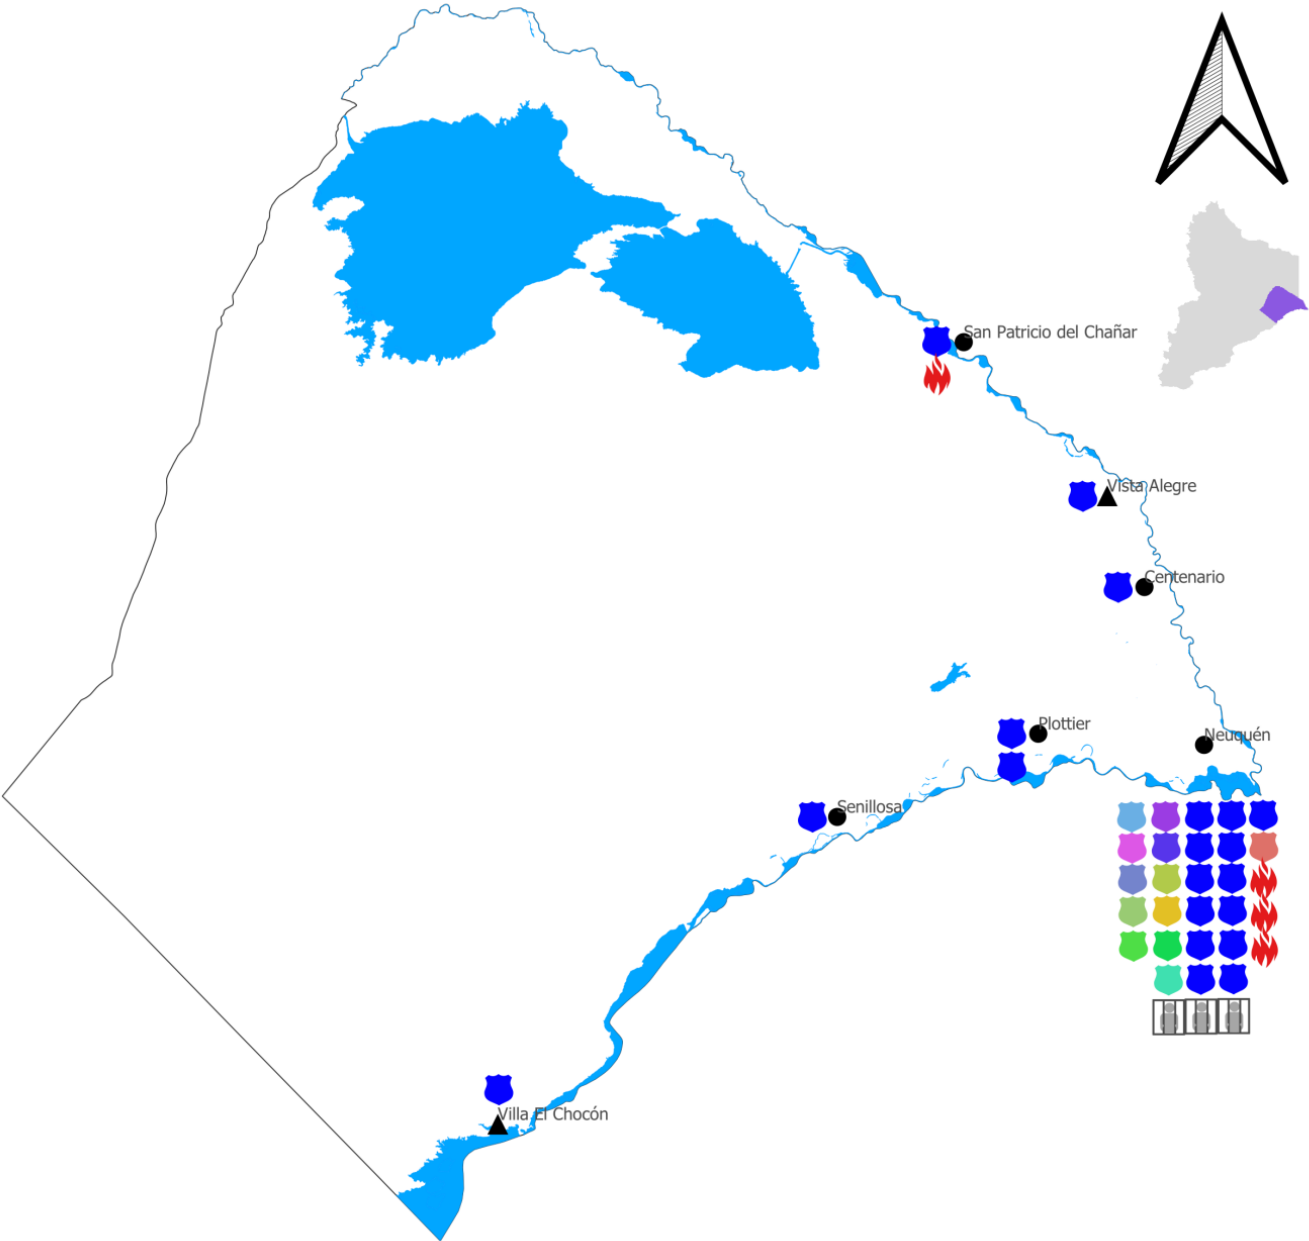 San Patricio del Chañar
Vista Alegre
Centenario
Plottier
Neuquén
Senillosa
Villa El Chocón